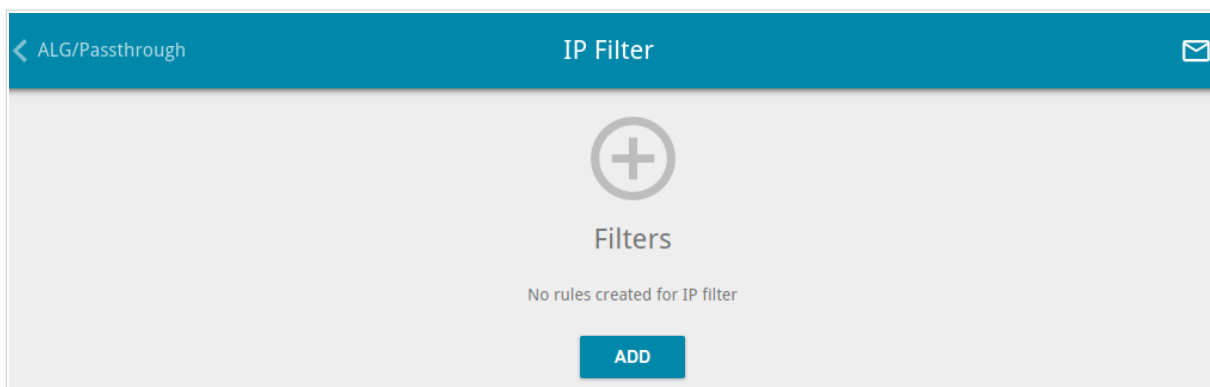 ALG/Passthrough
IP Filter
Filters
No rules created for IP filter
ADD